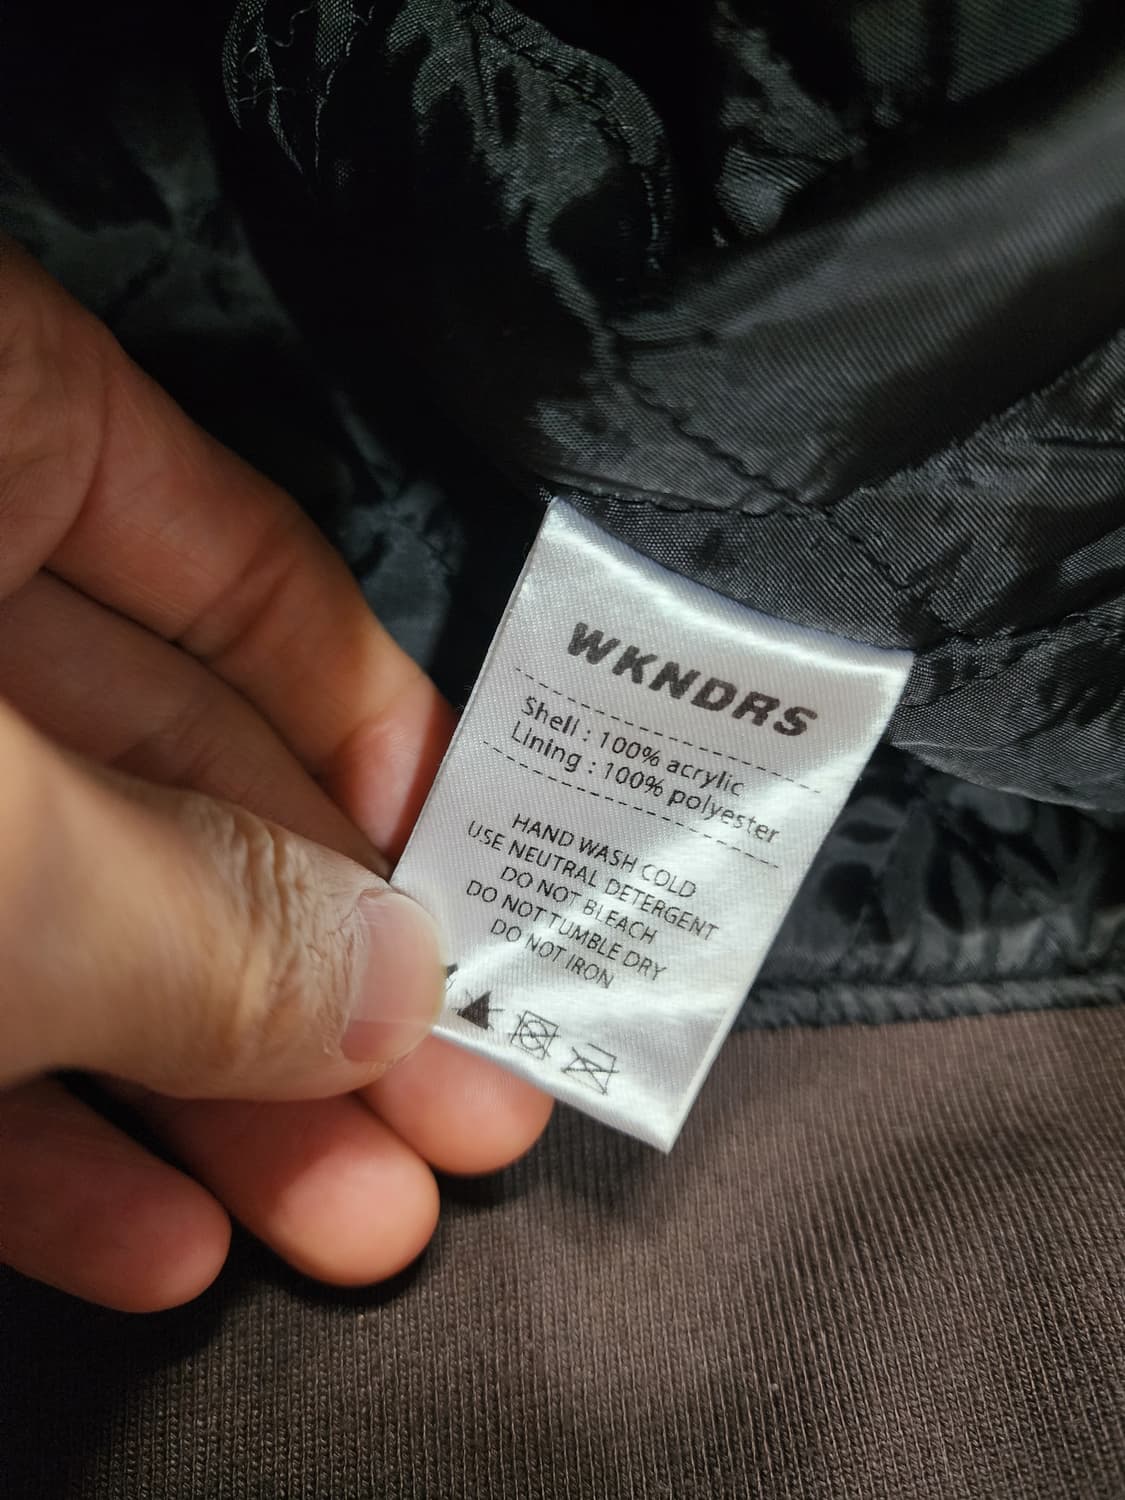 WKNDRS
Shell : 100% acrylic
Lining : 100% polyester
HAND WASH COLD
USE NEUTRAL DETERGENT
DO NOT BLEACH
DO NOT TUMBLE DRY
DO NOT IRON